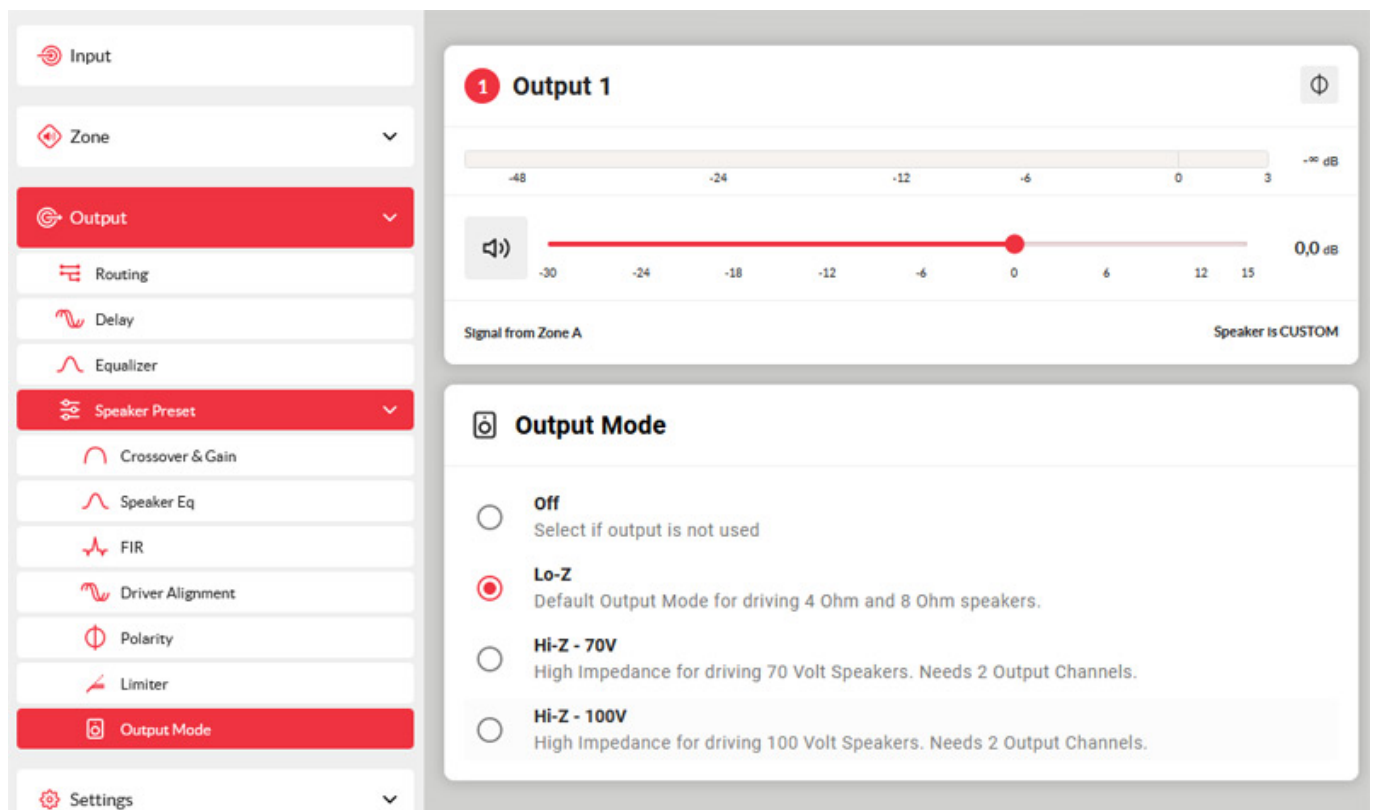 Input
Zone
Output
Routing
Delay
Equalizer
Speaker Preset
Crossover & Gain
Speaker Eq
FIR
Driver Alignment
Polarity
Limiter
Output Mode
Settings
1 Output 1
-48 -24 -12 -6 0 3 -∞ dB
-30 -24 -18 -12 -6 0 6 12 15 0,0 dB
Signal from Zone A Speaker is CUSTOM
Output Mode
Off
Select if output is not used
Lo-Z
Default Output Mode for driving 4 Ohm and 8 Ohm speakers.
Hi-Z - 70V
High Impedance for driving 70 Volt Speakers. Needs 2 Output Channels.
Hi-Z - 100V
High Impedance for driving 100 Volt Speakers. Needs 2 Output Channels.